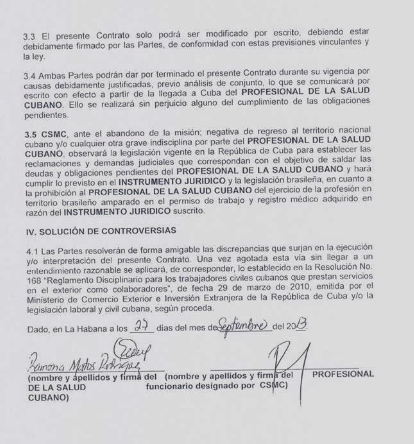 3.3 El presente Contrato solo podrá ser modificado por escrito, debiendo estar
debidamente firmado por las Partes, de conformidad con estas previsiones vinculantes y
la ley.
3.4 Ambas Partes podrán dar por terminado el presente Contrato durante su vigencia por
causas debidamente justificadas, previo análisis de conjunto, lo que se comunicará por
escrito con efecto a partir de la llegada a Cuba del PROFESIONAL DE LA SALUD
CUBANO. Ello se realizará sin perjuicio alguno del cumplimiento de las obligaciones
pendientes.
3.5 CSMC, ante el abandono de la misión; negativa de regreso al territorio nacional
cubano y/o cualquier otra grave indisciplina por parte del PROFESIONAL DE LA SALUD
CUBANO, observará la legislación vigente en la República de Cuba para establecer las
reclamaciones y demandas judiciales que correspondan con el objetivo de saldar las
deudas y obligaciones pendientes del PROFESIONAL DE LA SALUD CUBANO y hará
cumplir lo previsto en el INSTRUMENTO JURIDICO y la legislación brasileña, en cuanto a
la prohibición al PROFESIONAL DE LA SALUD CUBANO del ejercicio de la profesión en
territorio brasileño amparado en el permiso de trabajo y registro médico adquirido en
razón del INSTRUMENTO JURIDICO suscrito.
IV. SOLUCIÓN DE CONTROVERSIAS
4.1 Las Partes resolverán de forma amigable las discrepancias que surjan en la ejecución
y/o interpretación del presente Contrato. Una vez agotada esta vía sin llegar a un
entendimiento razonable se aplicará, de corresponder, lo establecido en la Resolución No.
168 "Reglamento Disciplinario para los trabajadores civiles cubanos que prestan servicios
en el exterior como colaboradores", de fecha 29 de marzo de 2010, emitida por el
Ministerio de Comercio Exterior e Inversión Extranjera de la República de Cuba y/o la
legislación laboral y civil cubana, según proceda.
Dado, en La Habana a los 27 días del mes de Septiembre del 2013
Ramona Matos Rodríguez
(nombre y apellidos y firma del (nombre y apellidos y firma del PROFESIONAL
DE LA SALUD funcionario designado por CSMC)
CUBANO)